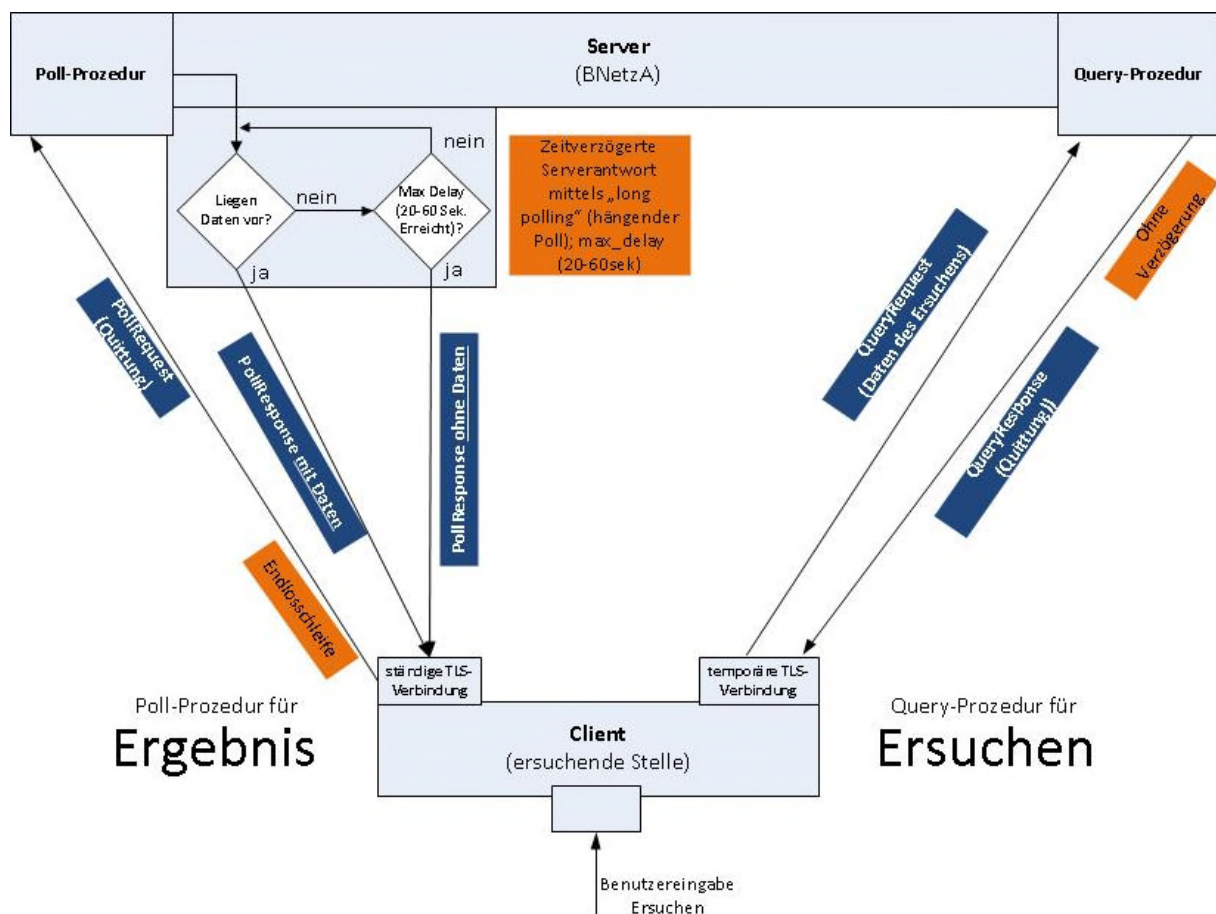 Server
(BNetzA)
Poll-Prozedur
Query-Prozedur
nein
Liegen
Daten vor?
nein
Max Delay
(20-60 Sek.
Erreicht)?
ja
ja
Zeitverzögerte
Serverantwort
mittels „long
polling“ (hängender
Poll); max_delay
(20-60sek)
Ohne
Verzögerung
PollRequest
(Quittung)
PollResponse mit Daten
PollResponse ohne Daten
QueryRequest
(Daten des Ersuchens)
QueryResponse
(Quittung))
Endlosschleife
ständige TLS-
Verbindung
temporäre TLS-
Verbindung
Poll-Prozedur für
Ergebnis
Client
(ersuchende Stelle)
Query-Prozedur für
Ersuchen
Benutzereingabe
Ersuchen